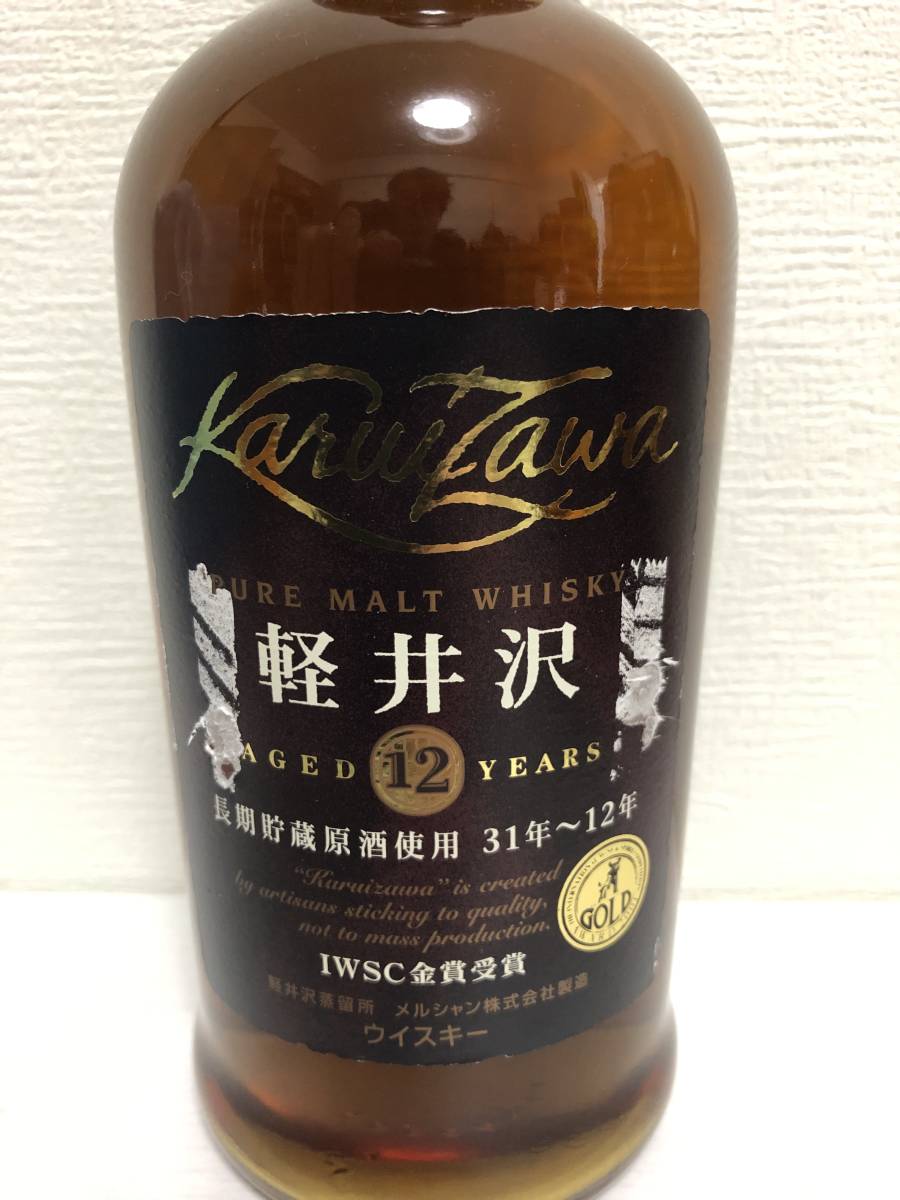 KaruiZawa
PURE MALT WHISKY
軽井沢
AGED 12 YEARS
長期貯蔵原酒使用 31年～12年
"Karuizawa" is created
by artisans sticking to quality,
not to mass production.
GOLD
IWSC金賞受賞
軽井沢蒸留所 メルシャン株式会社製造
ウイスキー